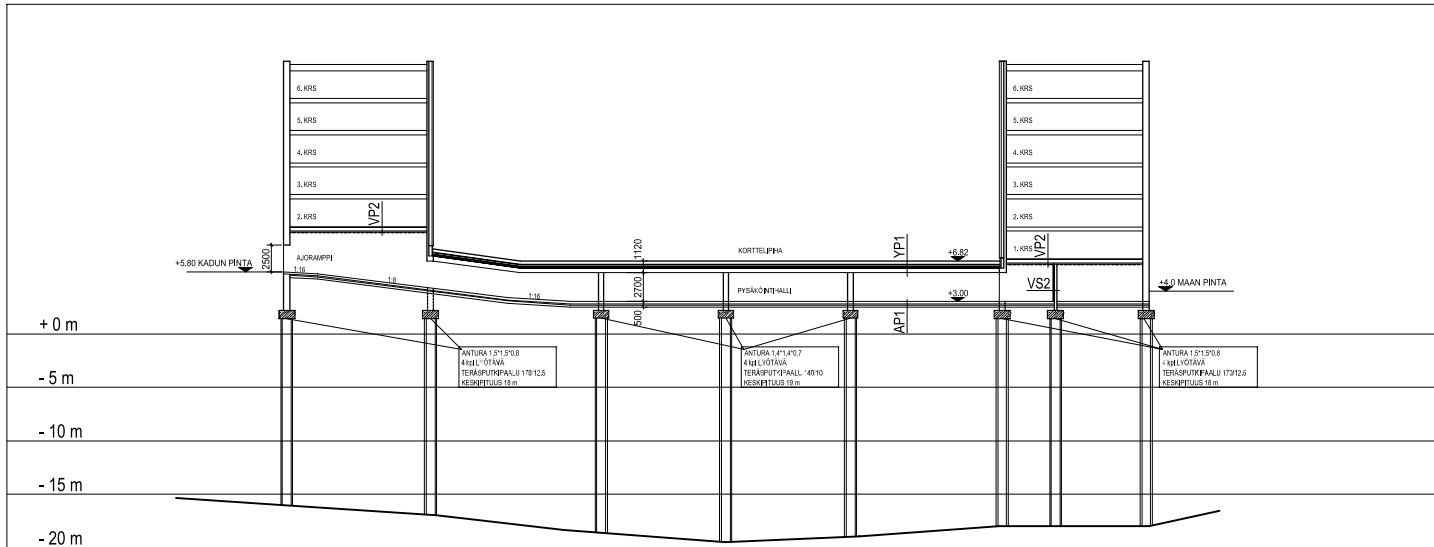 6. KRS
5. KRS
4. KRS
3. KRS
2. KRS
VP2
2500
+5.80 KADUN PINTA
AJORAMPPI
1:16
1:8
1:16
1120
2700
500
KORTTELIPIHA
PYSÄKÖINTIHALLI
YP1
AP1
+6.82
+3.00
6. KRS
5. KRS
4. KRS
3. KRS
2. KRS
1. KRS
VP2
VS2
+4.0 MAAN PINTA
+ 0 m
ANTURA 1,5*1,5*0,8
4 kpl LYÖTÄVÄ
TERÄSPUTKIPAALU 170/12,5
KESKIPITUUS 18 m
ANTURA 1,4*1,4*0,7
4 kpl LYÖTÄVÄ
TERÄSPUTKIPAALU 140/10
KESKIPITUUS 19 m
ANTURA 1,5*1,5*0,8
4 kpl LYÖTÄVÄ
TERÄSPUTKIPAALU 170/12,5
KESKIPITUUS 18 m
- 5 m
- 10 m
- 15 m
- 20 m